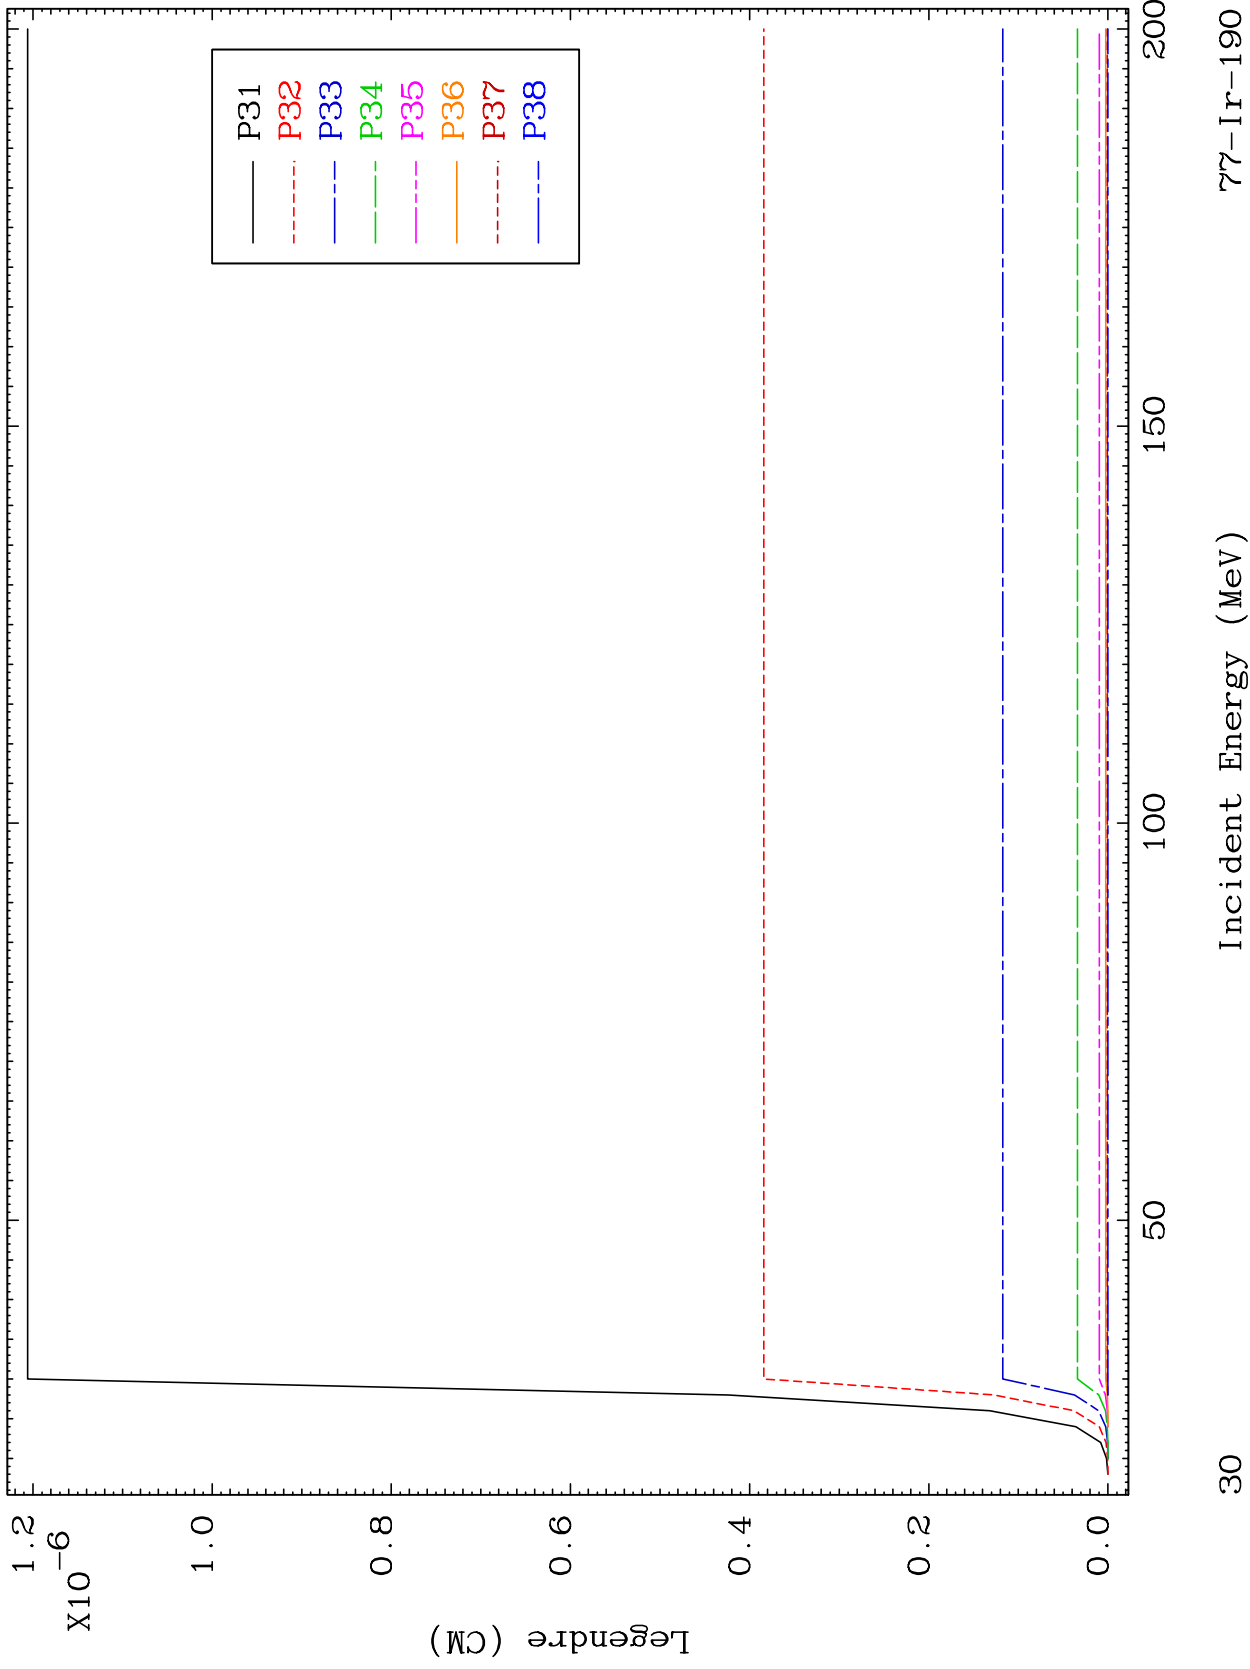 1.2
X10-6
1.0
0.8
0.6
0.4
0.2
0.0
Legendre (CM)
P31
P32
P33
P34
P35
P36
P37
P38
50
100
150
200
30
Incident Energy (MeV)
77-Ir-190